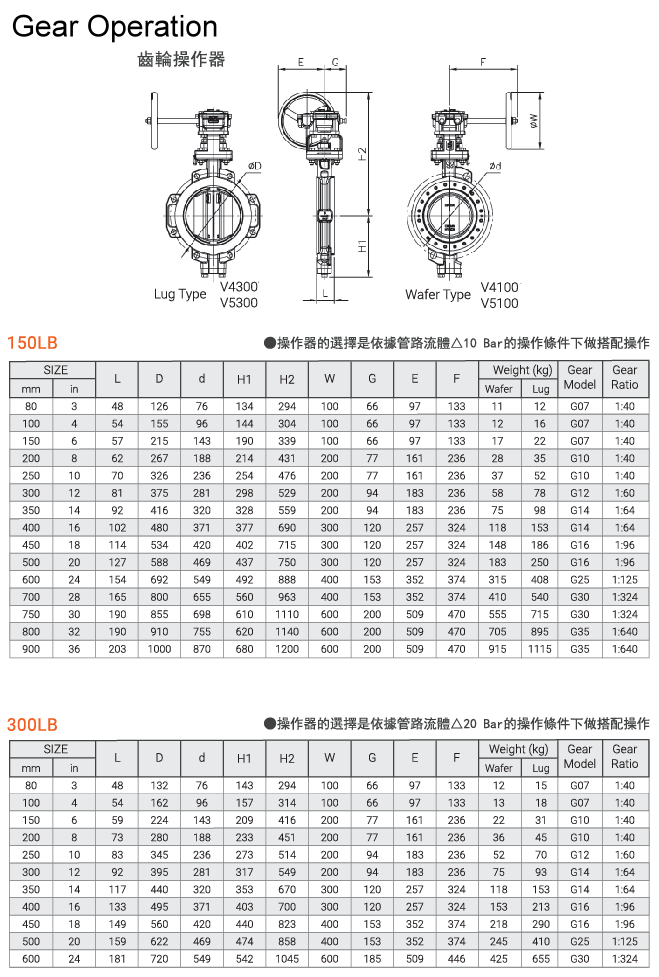 Gear Operation
齒輪操作器
E G F
H2
H1
L
ØD
Ød
ØW
Lug Type V4300 V5300
Wafer Type V4100 V5100
150LB ●操作器的選擇是依據管路流體△10 Bar的操作條件下做搭配操作
SIZE L D d H1 H2 W G E F Weight (kg) Gear Model Gear Ratio
mm in Wafer Lug
80 3 48 126 76 134 294 100 66 97 133 11 12 G07 1:40
100 4 54 155 96 144 304 100 66 97 133 12 16 G07 1:40
150 6 57 215 143 190 339 100 66 97 133 17 22 G07 1:40
200 8 62 267 188 214 431 200 77 161 236 28 35 G10 1:40
250 10 70 326 236 254 476 200 77 161 236 37 52 G10 1:40
300 12 81 375 281 298 529 200 94 183 236 58 78 G12 1:60
350 14 92 416 320 328 559 200 94 183 236 75 98 G14 1:64
400 16 102 480 371 377 690 300 120 257 324 118 153 G14 1:64
450 18 114 534 420 402 715 300 120 257 324 148 186 G16 1:96
500 20 127 588 469 437 750 300 120 257 324 183 250 G16 1:96
600 24 154 692 549 492 888 400 153 352 374 315 408 G25 1:125
700 28 165 800 655 560 963 400 153 352 374 410 540 G30 1:324
750 30 190 855 698 610 1110 600 200 509 470 555 715 G30 1:324
800 32 190 910 755 620 1140 600 200 509 470 705 895 G35 1:640
900 36 203 1000 870 680 1200 600 200 509 470 915 1115 G35 1:640
300LB ●操作器的選擇是依據管路流體△20 Bar的操作條件下做搭配操作
SIZE L D d H1 H2 W G E F Weight (kg) Gear Model Gear Ratio
mm in Wafer Lug
80 3 48 132 76 143 294 100 66 97 133 12 15 G07 1:40
100 4 54 162 96 157 314 100 66 97 133 13 18 G07 1:40
150 6 59 224 143 209 416 200 77 161 236 22 31 G10 1:40
200 8 73 280 188 233 451 200 77 161 236 36 45 G10 1:40
250 10 83 345 236 273 514 200 94 183 236 52 70 G12 1:60
300 12 92 395 281 317 549 200 94 183 236 75 93 G14 1:64
350 14 117 440 320 353 670 300 120 257 324 118 153 G14 1:64
400 16 133 495 371 403 700 300 120 257 324 153 213 G16 1:96
450 18 149 560 420 440 823 400 153 352 374 218 290 G16 1:96
500 20 159 622 469 474 858 400 153 352 374 245 410 G25 1:125
600 24 181 720 549 542 1045 600 185 509 446 425 655 G30 1:324